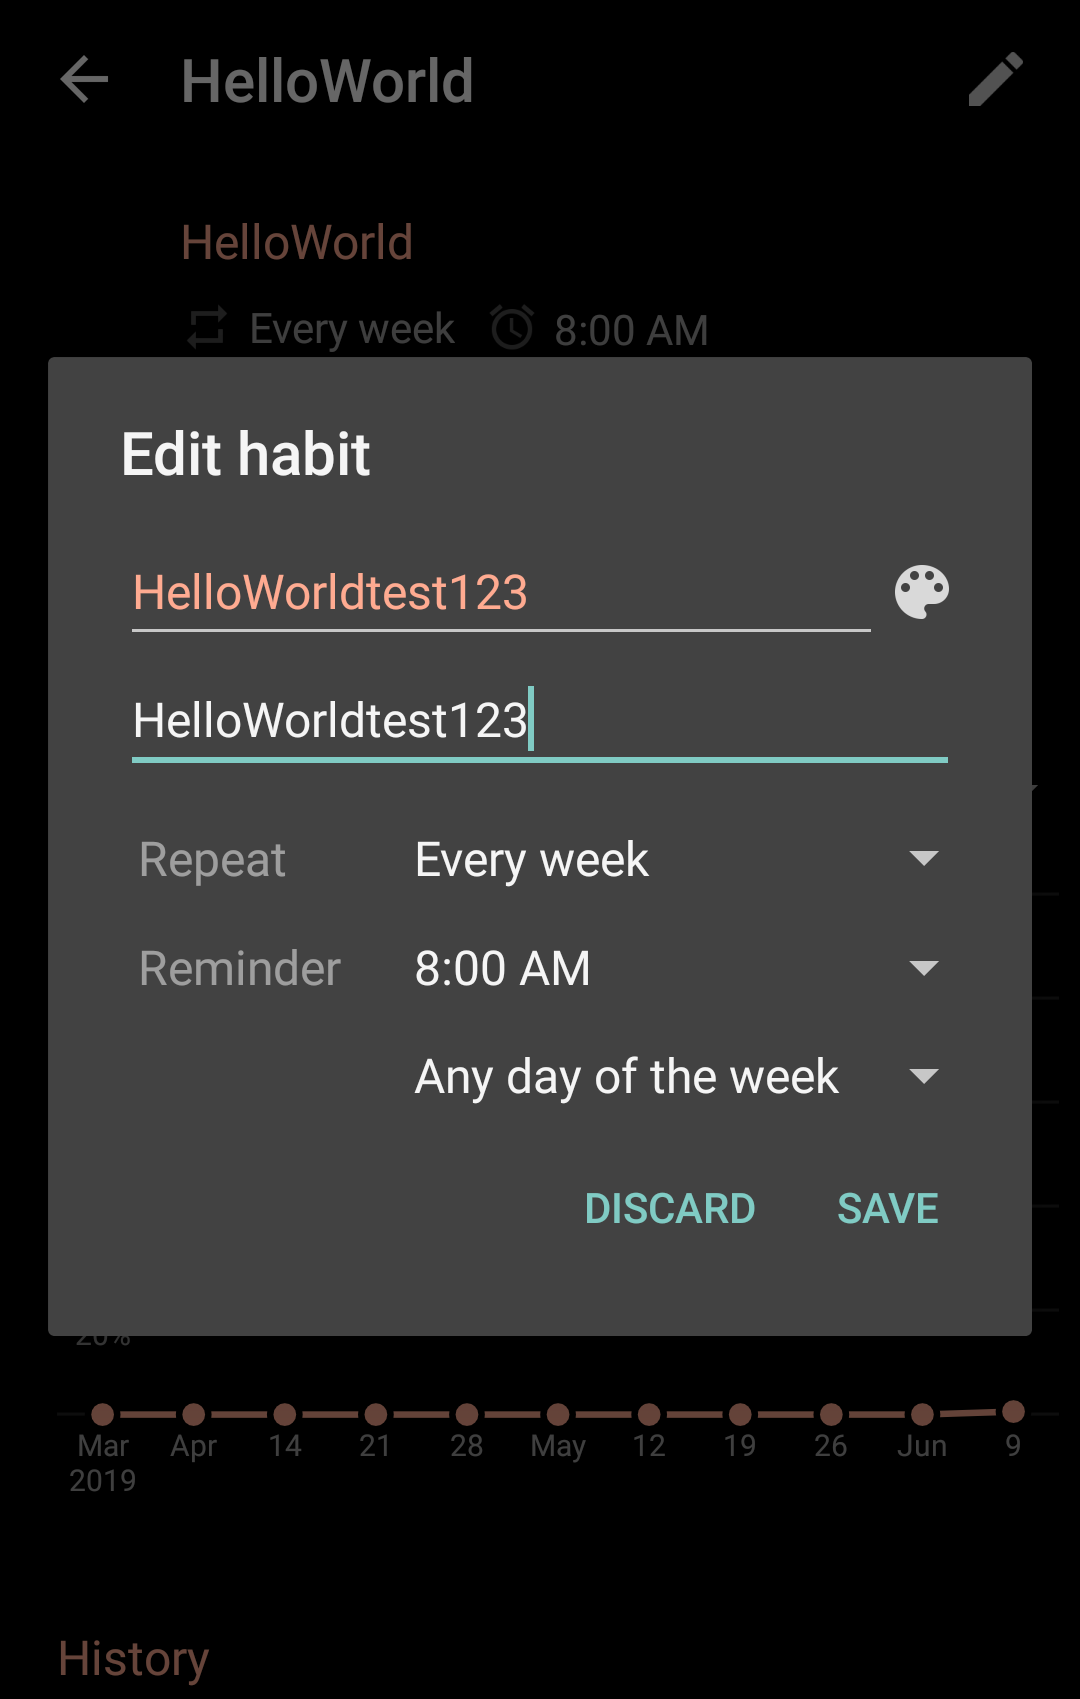 HelloWorld
HelloWorld
Every week 8:00 AM
Edit habit
HelloWorldtest123
HelloWorldtest123
Repeat Every week
Reminder 8:00 AM
Any day of the week
DISCARD SAVE
20%
Mar Apr 14 21 28 May 12 19 26 Jun 9
2019
History